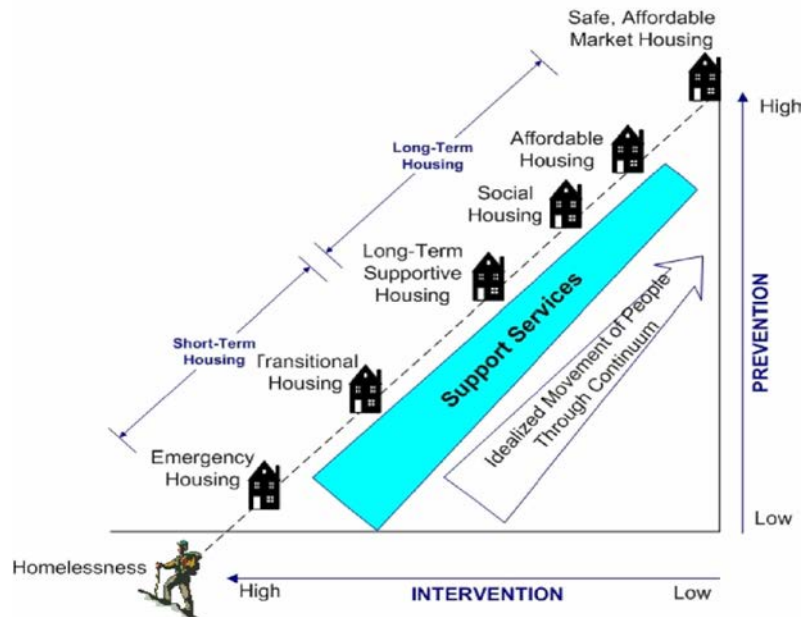 Safe, Affordable
Market Housing
High
Long-Term
Housing
Affordable
Housing
Social
Housing
Long-Term
Supportive
Housing
Support Services
Short-Term
Housing
Transitional
Housing
Idealized Movement of People
Through Continuum
PREVENTION
Emergency
Housing
Low
Homelessness
High
INTERVENTION
Low